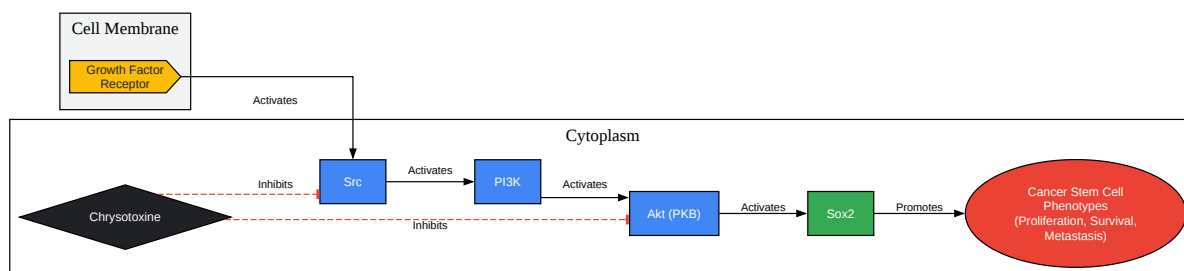 Cell Membrane
Growth Factor
Receptor
Activates
Cytoplasm
Inhibits
Src
Activates
PI3K
Activates
Chrysotoxine
Inhibits
Akt (PKB)
Activates
Sox2
Promotes
Cancer Stem Cell
Phenotypes
(Proliferation, Survival,
Metastasis)